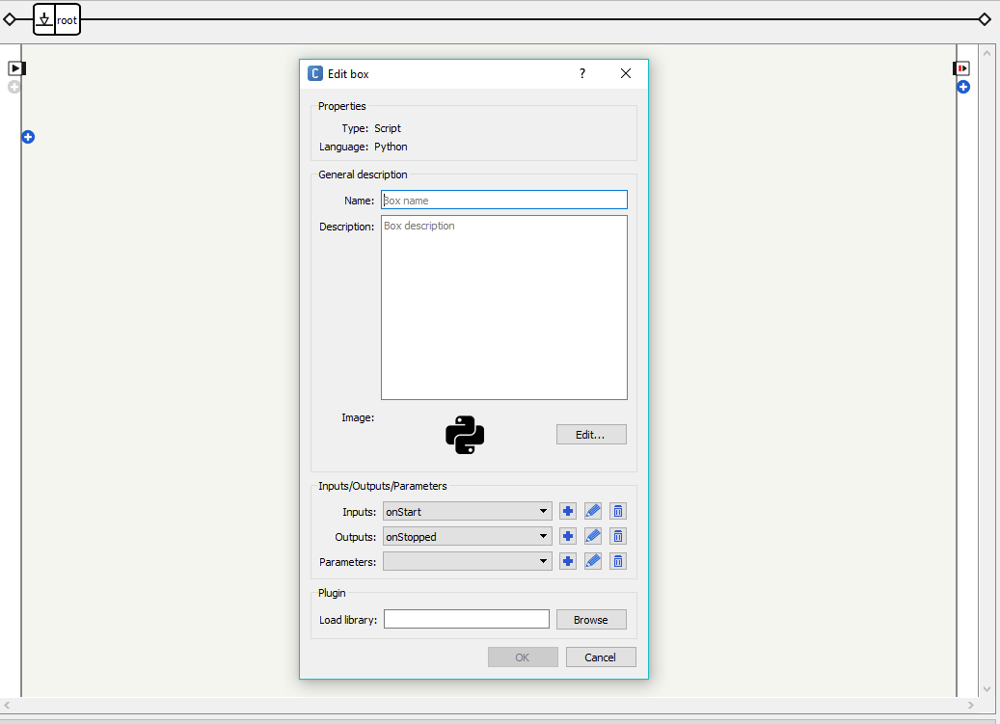 root
C Edit box ?
Properties
Type: Script
Language: Python
General description
Name: Box name
Description: Box description
Image:
Edit...
Inputs/Outputs/Parameters
Inputs: onStart
Outputs: onStopped
Parameters:
Plugin
Load library: Browse
OK Cancel